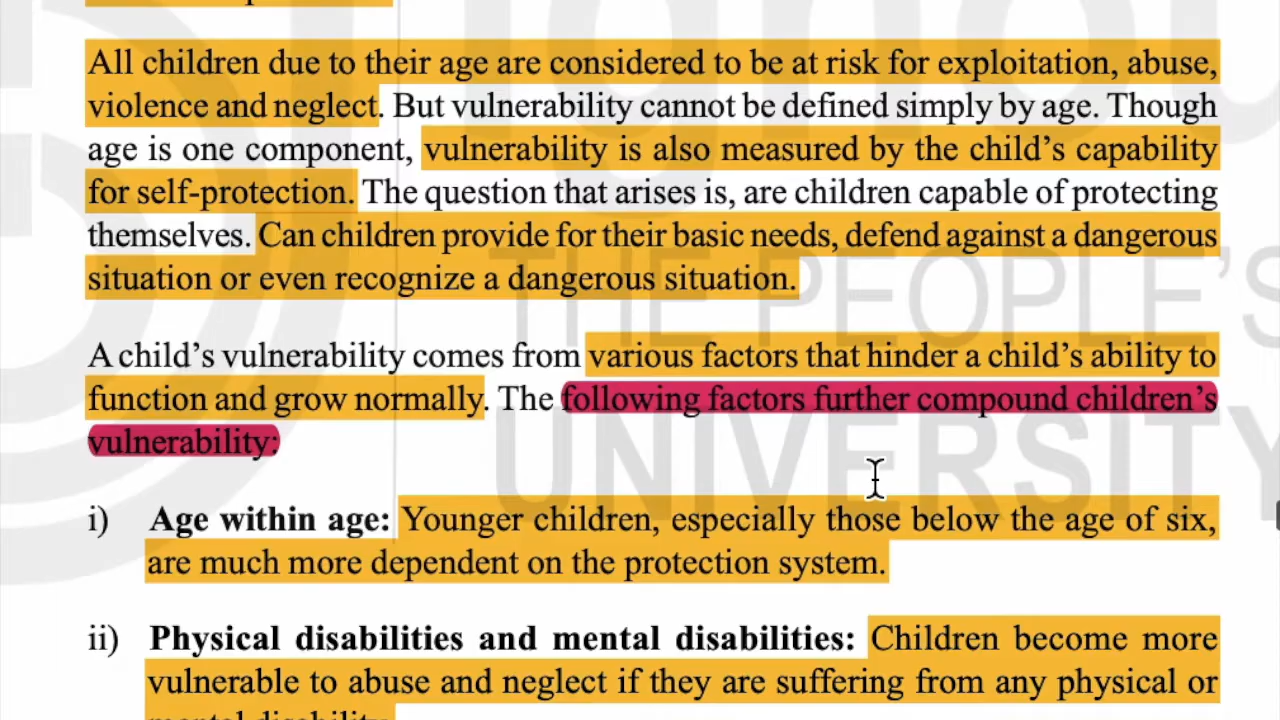 All children due to their age are considered to be at risk for exploitation, abuse,
violence and neglect. But vulnerability cannot be defined simply by age. Though
age is one component, vulnerability is also measured by the child's capability
for self-protection. The question that arises is, are children capable of protecting
themselves. Can children provide for their basic needs, defend against a dangerous
situation or even recognize a dangerous situation.
THE PEOPLE'S
UNIVERSITY
A child's vulnerability comes from various factors that hinder a child's ability to
function and grow normally. The following factors further compound children's
vulnerability:
i) Age within age: Younger children, especially those below the age of six,
are much more dependent on the protection system.
ii) Physical disabilities and mental disabilities: Children become more
vulnerable to abuse and neglect if they are suffering from any physical or
mental disability.